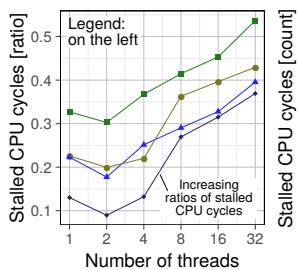 Legend:
on the left
Stalled CPU cycles [ratio]
0.5
0.4
0.3
0.2
0.1
Increasing
ratios of stalled
CPU cycles
1 2 4 8 16 32
Number of threads
Stalled CPU cycles [count]